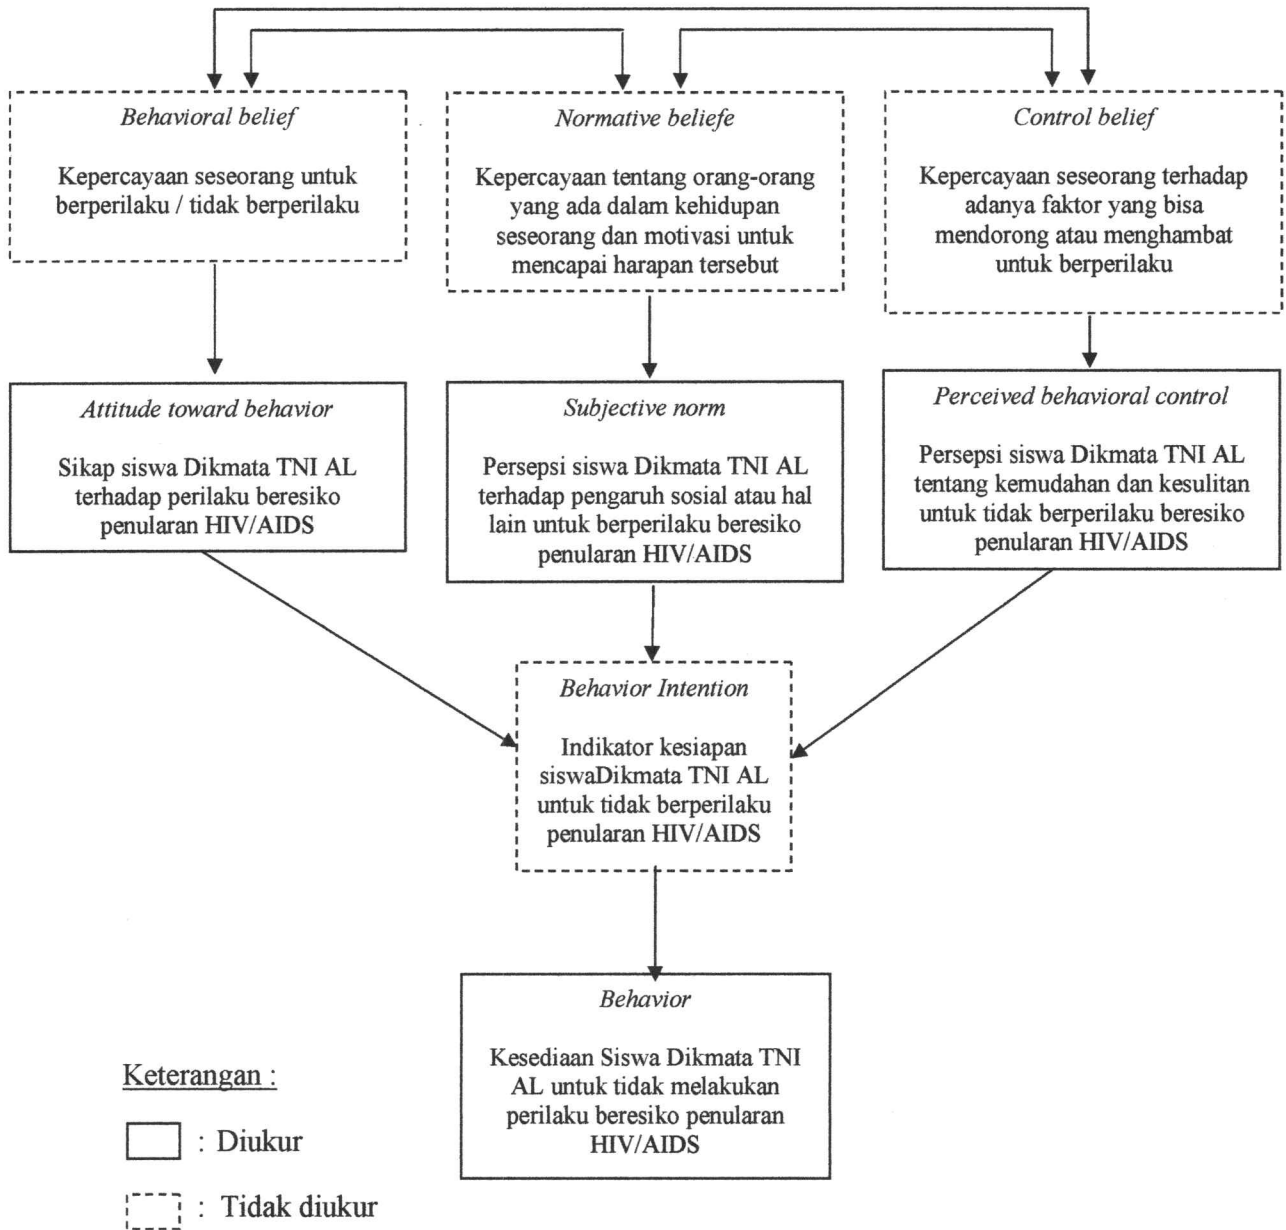 Behavioral belief
Kepercayaan seseorang untuk
berperilaku / tidak berperilaku
Normative beliefe
Kepercayaan tentang orang-orang
yang ada dalam kehidupan
seseorang dan motivasi untuk
mencapai harapan tersebut
Control belief
Kepercayaan seseorang terhadap
adanya faktor yang bisa
mendorong atau menghambat
untuk berperilaku
Attitude toward behavior
Sikap siswa Dikmata TNI AL
terhadap perilaku beresiko
penularan HIV/AIDS
Subjective norm
Persepsi siswa Dikmata TNI AL
terhadap pengaruh sosial atau hal
lain untuk berperilaku beresiko
penularan HIV/AIDS
Perceived behavioral control
Persepsi siswa Dikmata TNI AL
tentang kemudahan dan kesulitan
untuk tidak berperilaku beresiko
penularan HIV/AIDS
Behavior Intention
Indikator kesiapan
siswaDikmata TNI AL
untuk tidak berperilaku
penularan HIV/AIDS
Behavior
Kesediaan Siswa Dikmata TNI
AL untuk tidak melakukan
perilaku beresiko penularan
HIV/AIDS
Keterangan :
: Diukur
: Tidak diukur